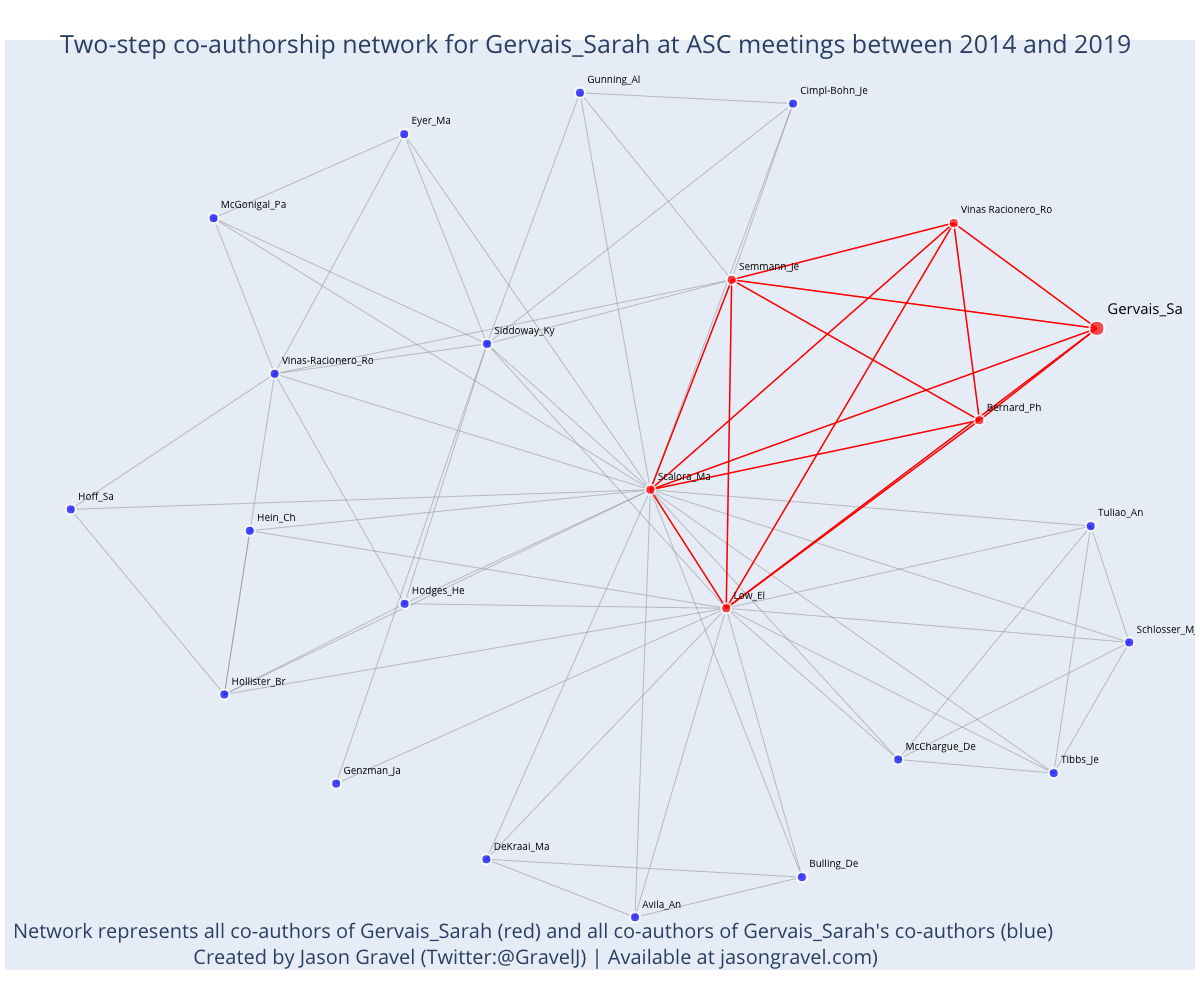 Two-step co-authorship network for Gervais_Sarah at ASC meetings between 2014 and 2019
Gunning_Al
Cimpl-Bohn_Je
Eyer_Ma
McGonigal_Pa
Vinas Racionero_Ro
Semmann_Je
Gervais_Sa
Siddoway_Ky
Vinas-Racionero_Ro
Bernard_Ph
Scalora_Ma
Hoff_Sa
Hein_Ch
Tuliao_An
Hodges_He
Low_El
Schlosser_M
Hollister_Br
McChargue_De
Tibbs_Je
Genzman_Ja
DeKraai_Ma
Bulling_De
Avila_An
Network represents all co-authors of Gervais_Sarah (red) and all co-authors of Gervais_Sarah's co-authors (blue)
Created by Jason Gravel (Twitter:@GravelJ) | Available at jasongravel.com)